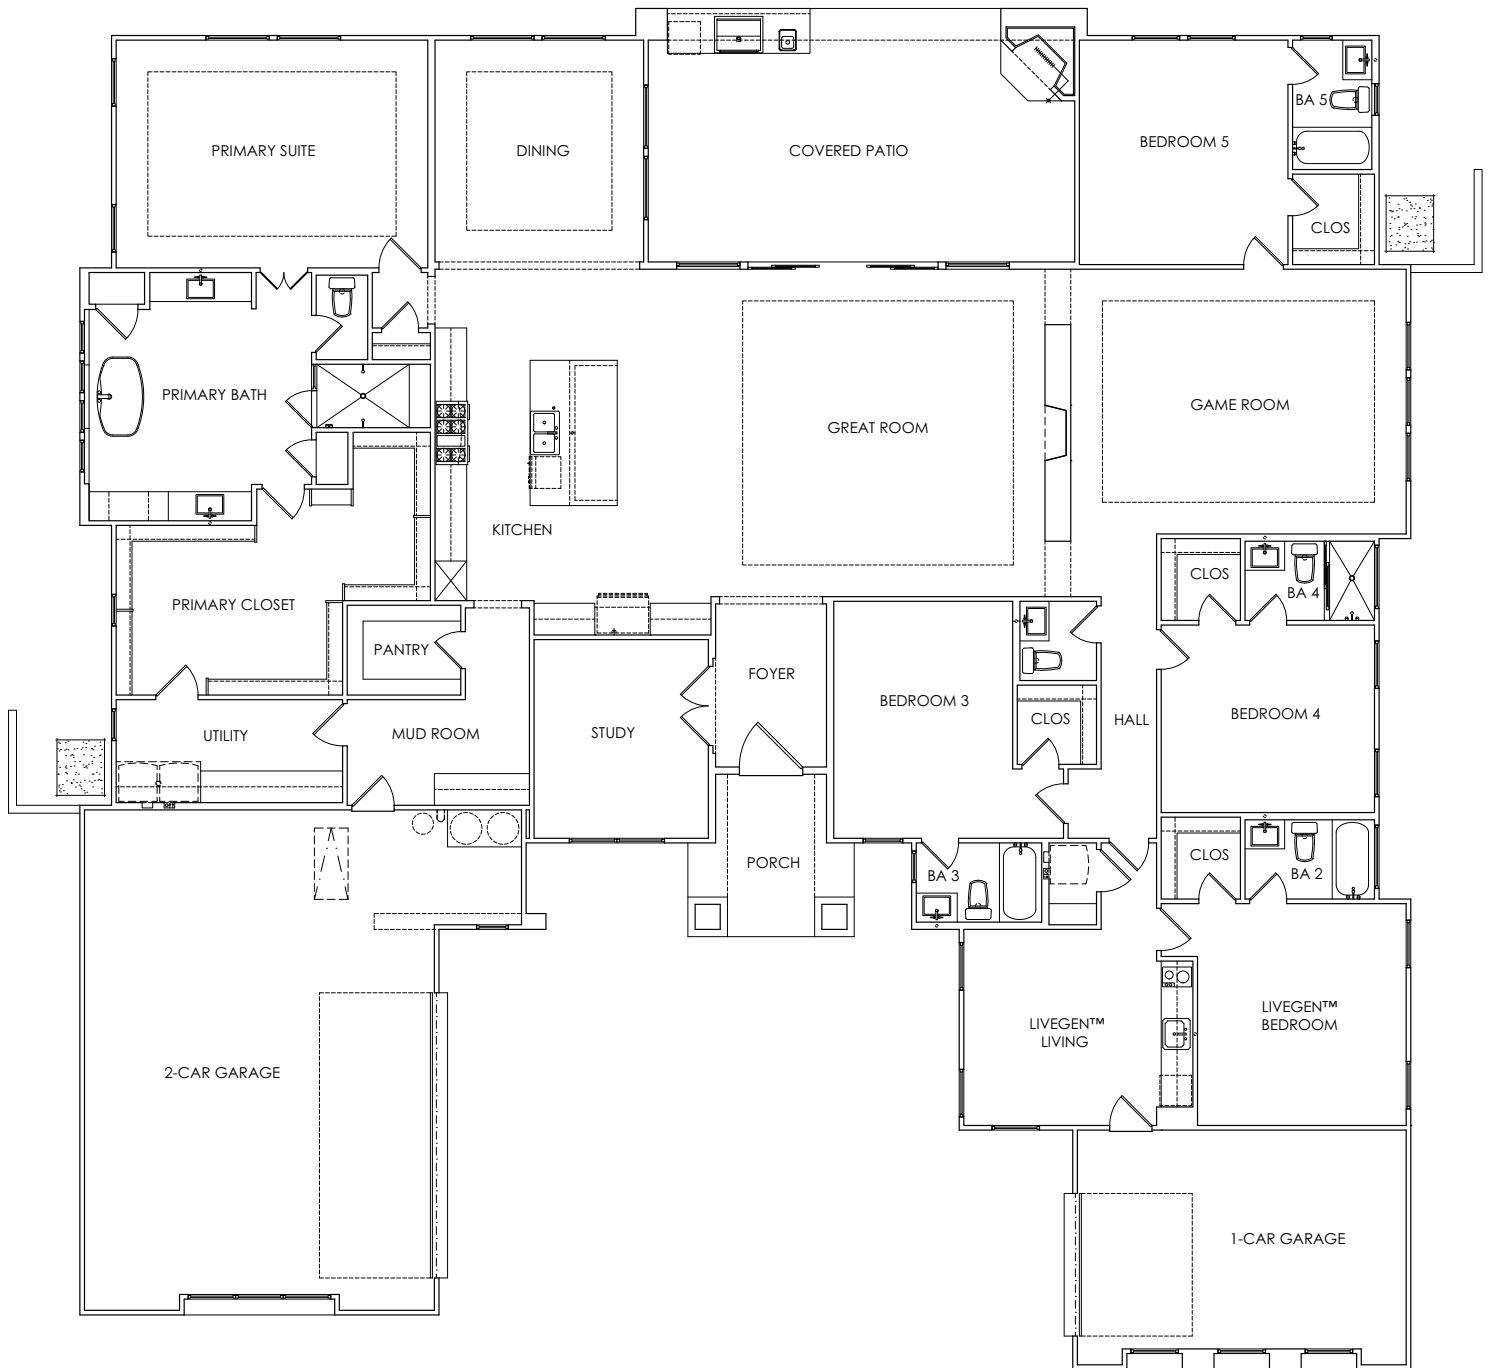 PRIMARY SUITE
DINING
COVERED PATIO
BEDROOM 5
BA 5
CLOS
PRIMARY BATH
GREAT ROOM
GAME ROOM
KITCHEN
PRIMARY CLOSET
PANTRY
CLOS
BA 4
FOYER
BEDROOM 3
CLOS
HALL
BEDROOM 4
UTILITY
MUD ROOM
STUDY
PORCH
BA 3
CLOS
BA 2
LIVEGEN™
LIVING
LIVEGEN™
BEDROOM
2-CAR GARAGE
1-CAR GARAGE